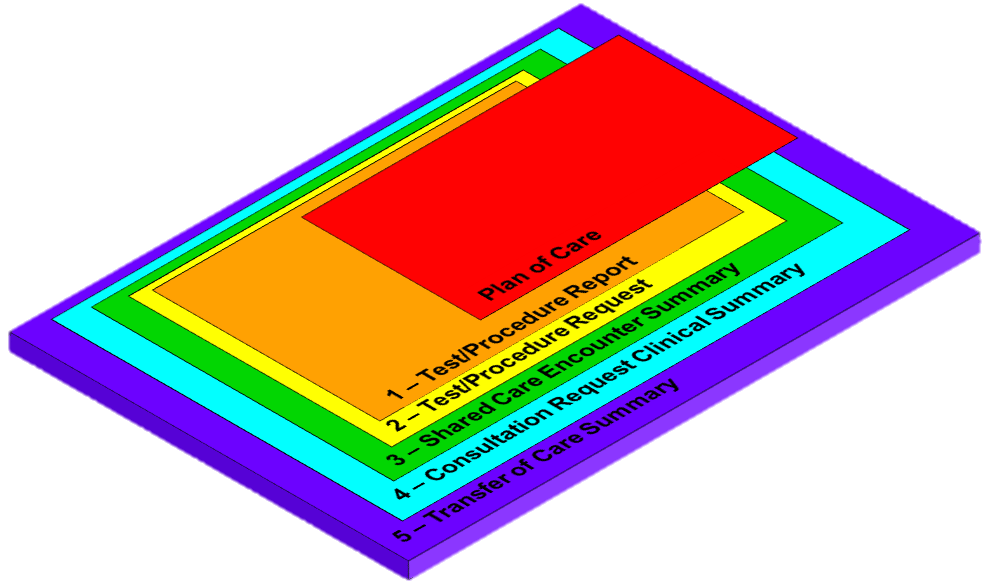 Plan of Care
1 – Test/Procedure Report
2 – Test/Procedure Request
3 – Shared Care Encounter Summary
4 – Consultation Request Clinical Summary
5 – Transfer of Care Summary